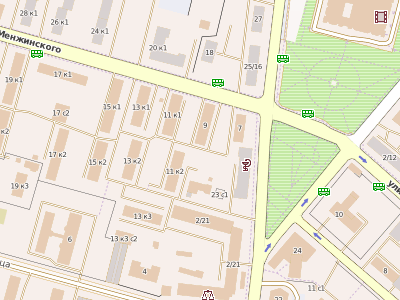 28 к1
27
24 к1
26 к1
Менжинского
20 к1
18
25/16
19 к1
17 к1
15 к1
13 к1
17 с2
11 к1
9
7
17 к2
15 к2
13 к2
2/12
11 к2
19 к3
23 с1
10
13 к3
2/21
6
13 к3 с2
24
2/21
4
8
11 с1
22